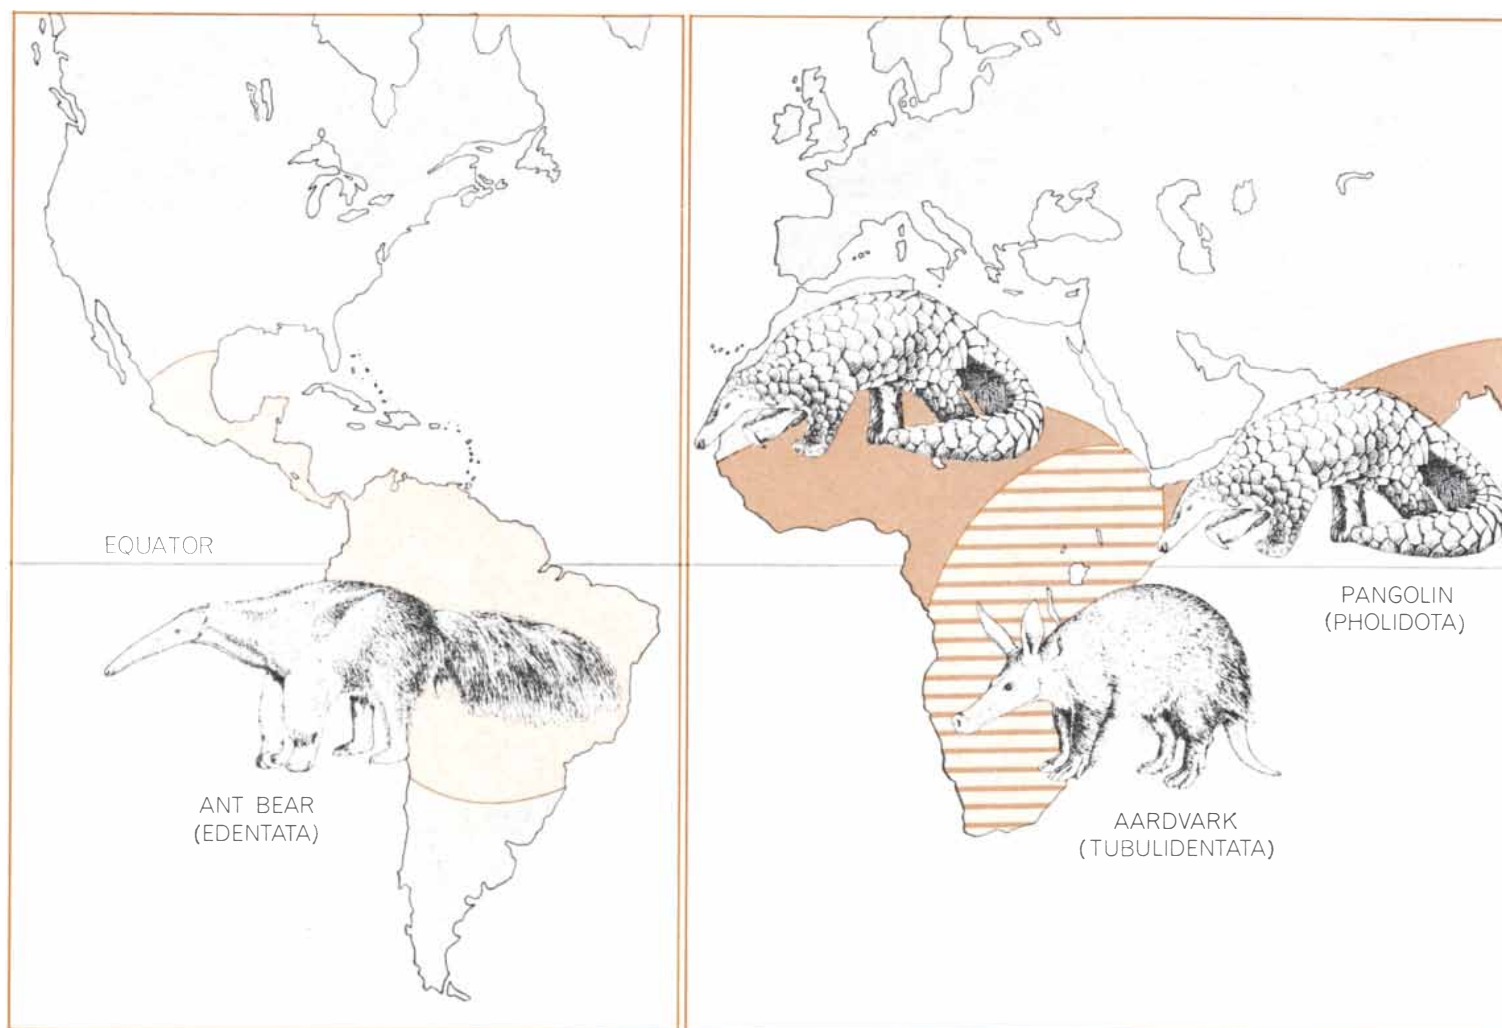 EQUATOR
ANT BEAR
(EDENTATA)
PANGOLIN
(PHOLIDOTA)
AARDVARK
(TUBULIDENTATA)